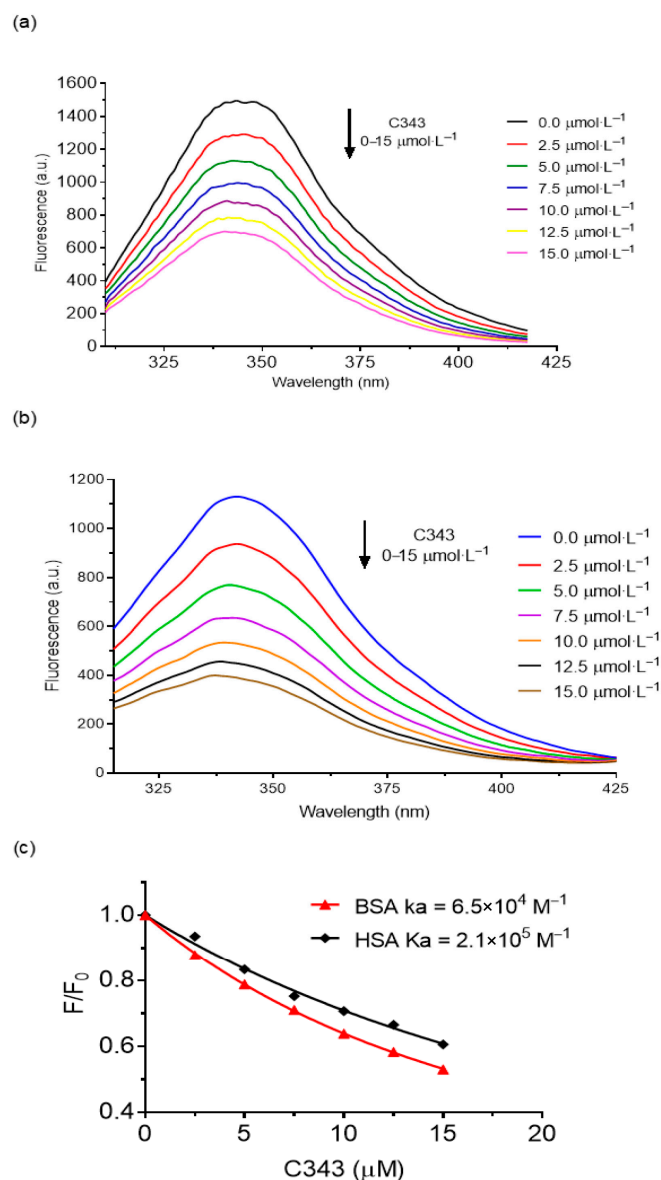 (a)
1600
1400
1200
1000
800
600
400
200
0
325
350
375
400
425
Fluorescence (a.u.)
Wavelength (nm)
C343
0–15 μmol·L⁻¹
0.0 μmol·L⁻¹
2.5 μmol·L⁻¹
5.0 μmol·L⁻¹
7.5 μmol·L⁻¹
10.0 μmol·L⁻¹
12.5 μmol·L⁻¹
15.0 μmol·L⁻¹
(b)
1200
1000
800
600
400
200
0
325
350
375
400
425
Fluorescence (a.u.)
Wavelength (nm)
C343
0–15 μmol·L⁻¹
0.0 μmol·L⁻¹
2.5 μmol·L⁻¹
5.0 μmol·L⁻¹
7.5 μmol·L⁻¹
10.0 μmol·L⁻¹
12.5 μmol·L⁻¹
15.0 μmol·L⁻¹
(c)
BSA ka = 6.5×10⁴ M⁻¹
HSA Ka = 2.1×10⁵ M⁻¹
1.0
0.8
0.6
0.4
F/F₀
0
5
10
15
20
C343 (μM)